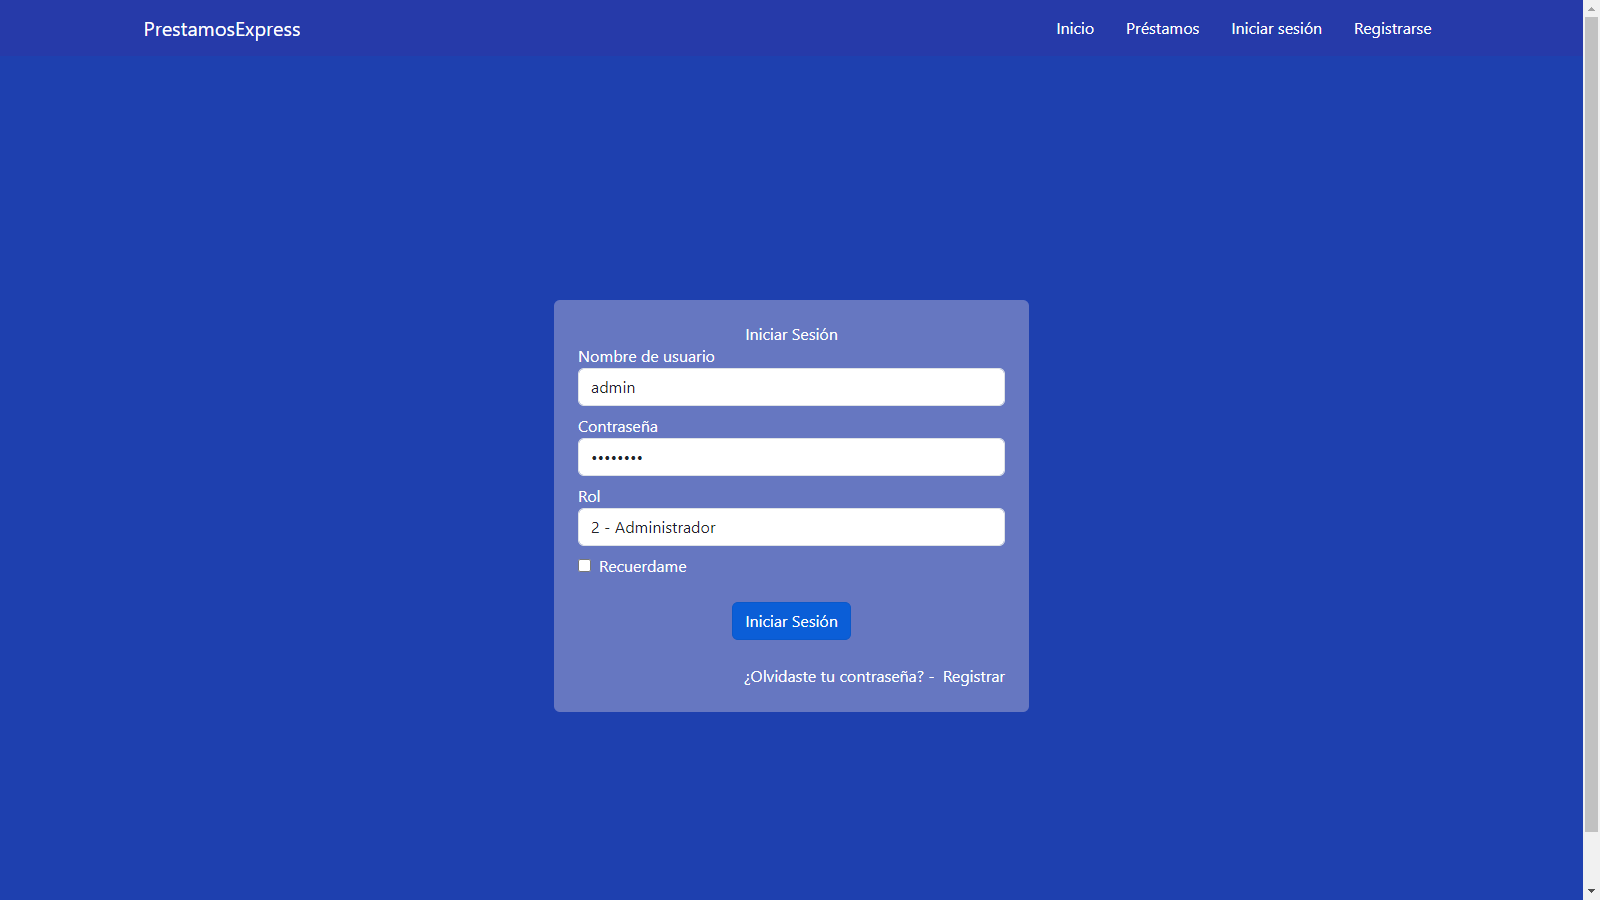 PrestamosExpress
Inicio Préstamos Iniciar sesión Registrarse
Iniciar Sesión
Nombre de usuario
admin
Contraseña
••••••••
Rol
2 - Administrador
Recuerdame
Iniciar Sesión
¿Olvidaste tu contraseña? - Registrar